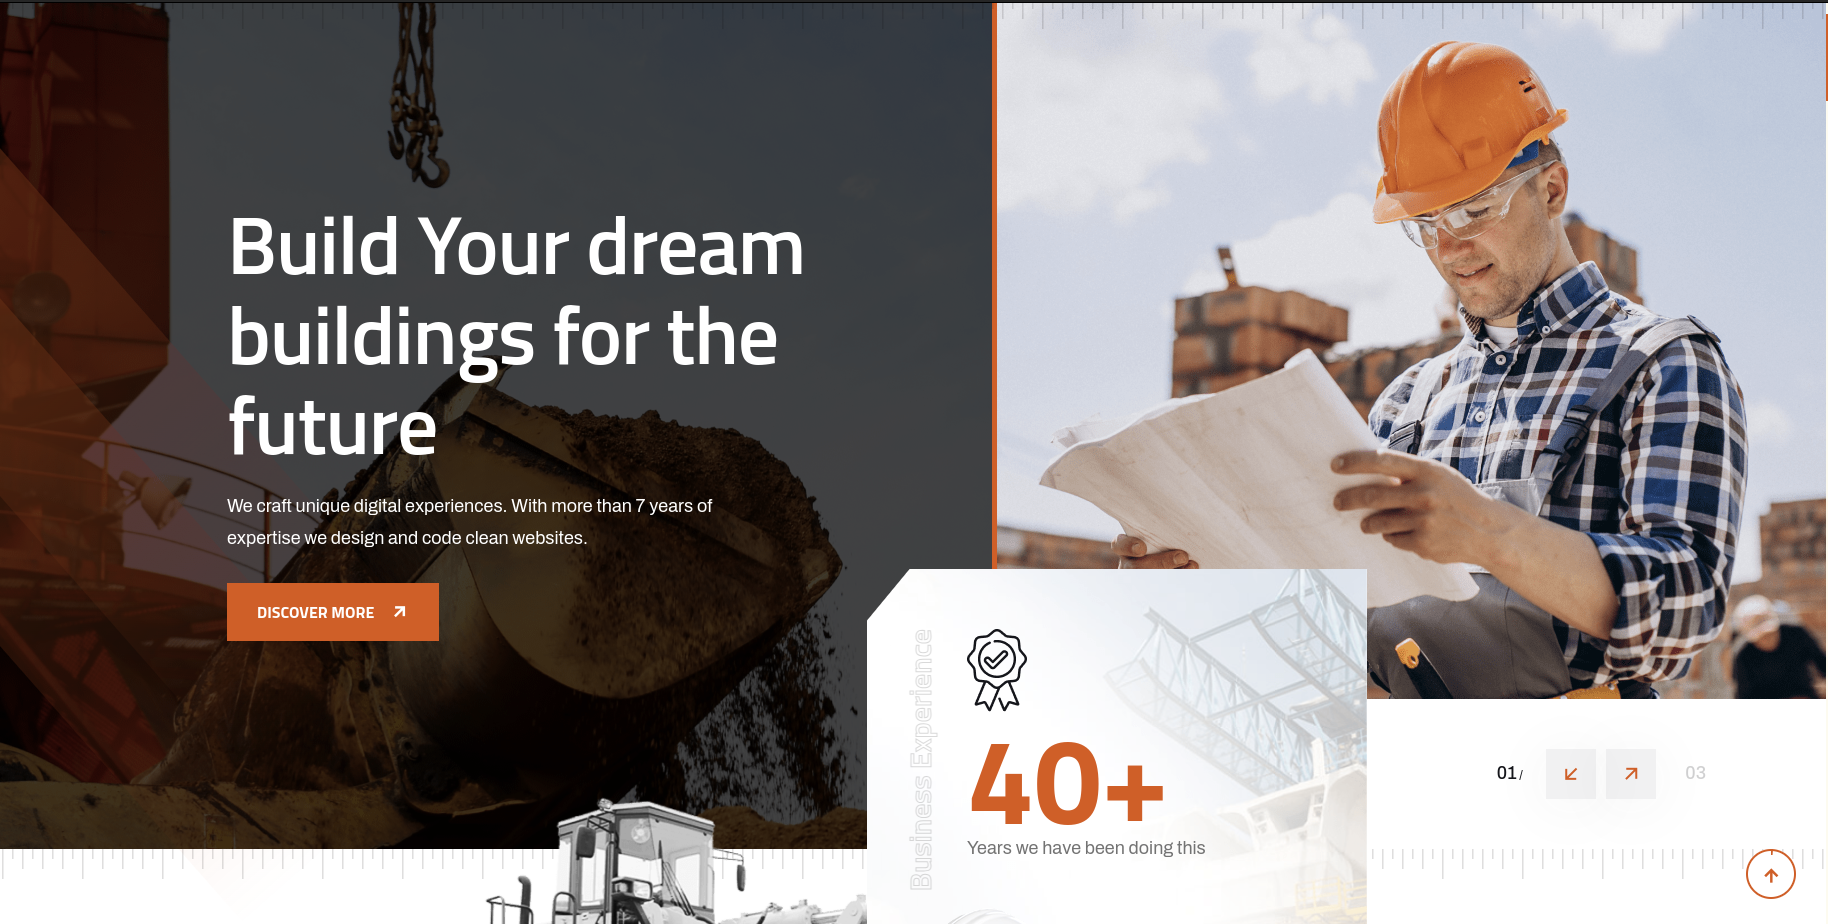 Build Your dream
buildings for the
future
We craft unique digital experiences. With more than 7 years of
expertise we design and code clean websites.
DISCOVER MORE
Business Experience
40+
Years we have been doing this
01 /
03